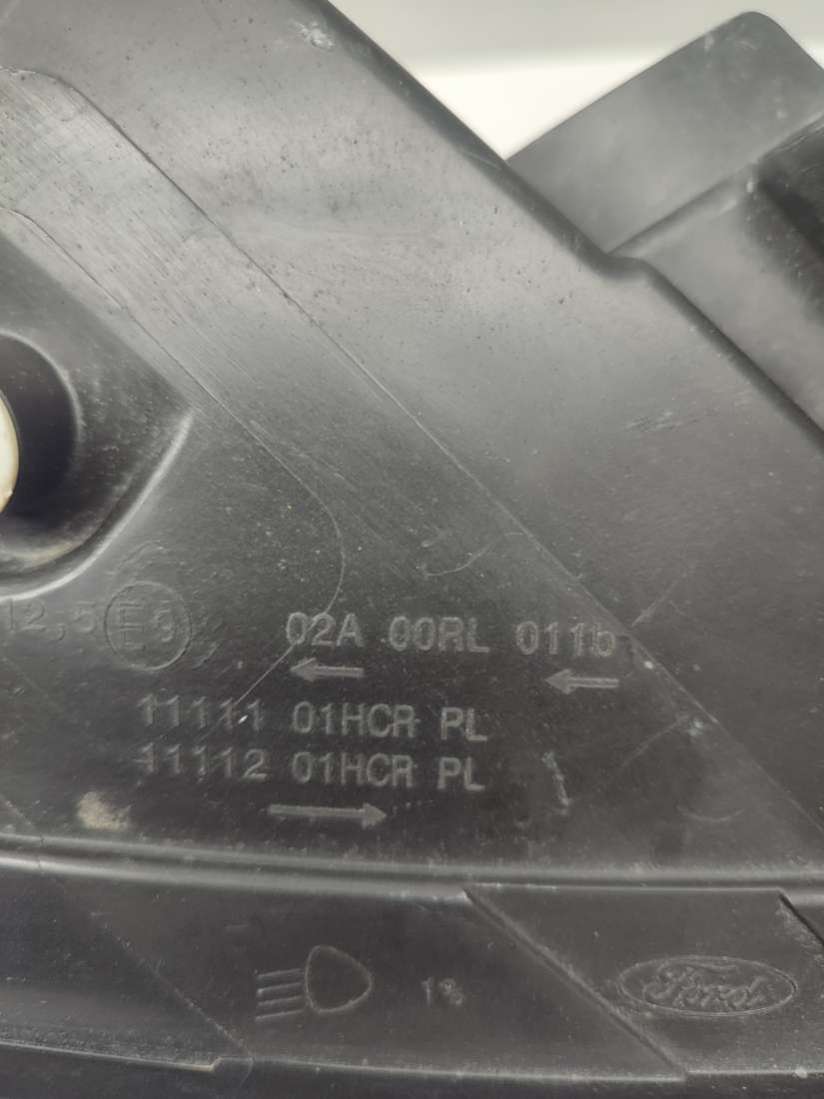 12,5 E9 02A 00RL 011b
11111 01HCR PL
11112 01HCR PL
1% Ford